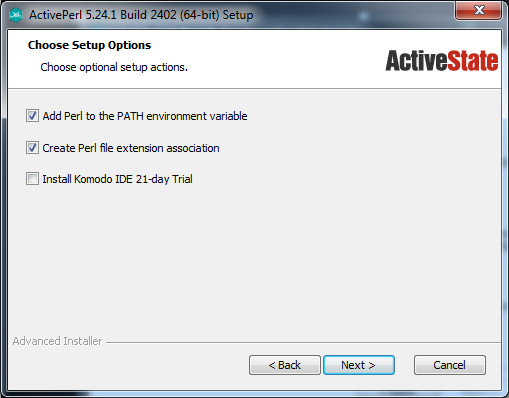 ActivePerl 5.24.1 Build 2402 (64-bit) Setup
Choose Setup Options
Choose optional setup actions.
ActiveState
Add Perl to the PATH environment variable
Create Perl file extension association
Install Komodo IDE 21-day Trial
Advanced Installer
< Back
Next >
Cancel